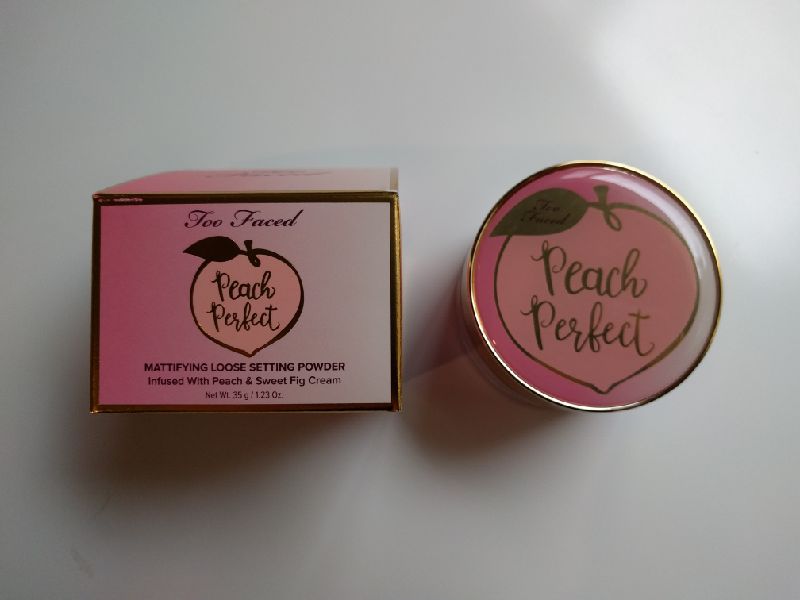 Too Faced
Peach
Perfect
MATTIFYING LOOSE SETTING POWDER
Infused With Peach & Sweet Fig Cream
Net Wt. 35 g / 1.23 Oz.
Too
Faced
Peach
Perfect